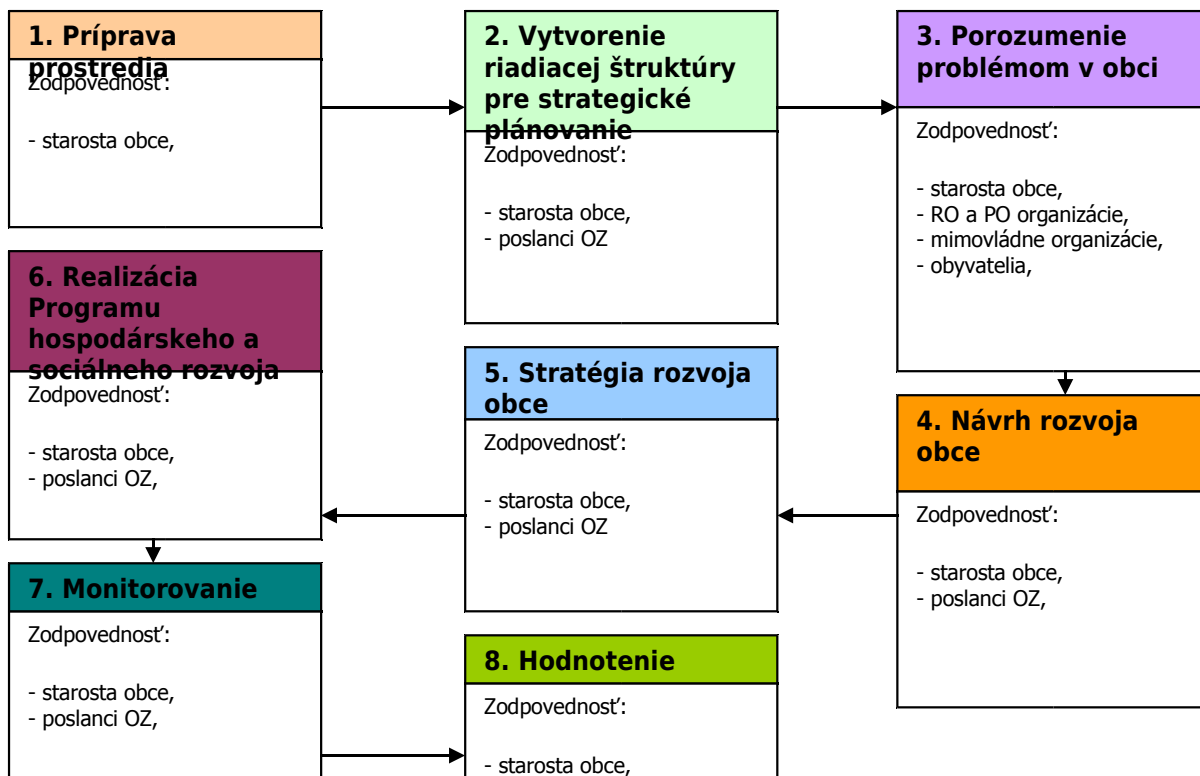 1. Príprava
prostredia
Zodpovednosť:
- starosta obce,
2. Vytvorenie
riadiacej štruktúry
pre strategické
plánovanie
Zodpovednosť:
- starosta obce,
- poslanci OZ
3. Porozumenie
problémom v obci
Zodpovednosť:
- starosta obce,
- RO a PO organizácie,
- mimovládne organizácie,
- obyvatelia,
4. Návrh rozvoja
obce
Zodpovednosť:
- starosta obce,
- poslanci OZ,
5. Stratégia rozvoja
obce
Zodpovednosť:
- starosta obce,
- poslanci OZ
6. Realizácia
Programu
hospodárskeho a
sociálneho rozvoja
Zodpovednosť:
- starosta obce,
- poslanci OZ,
7. Monitorovanie
Zodpovednosť:
- starosta obce,
- poslanci OZ,
8. Hodnotenie
Zodpovednosť:
- starosta obce,